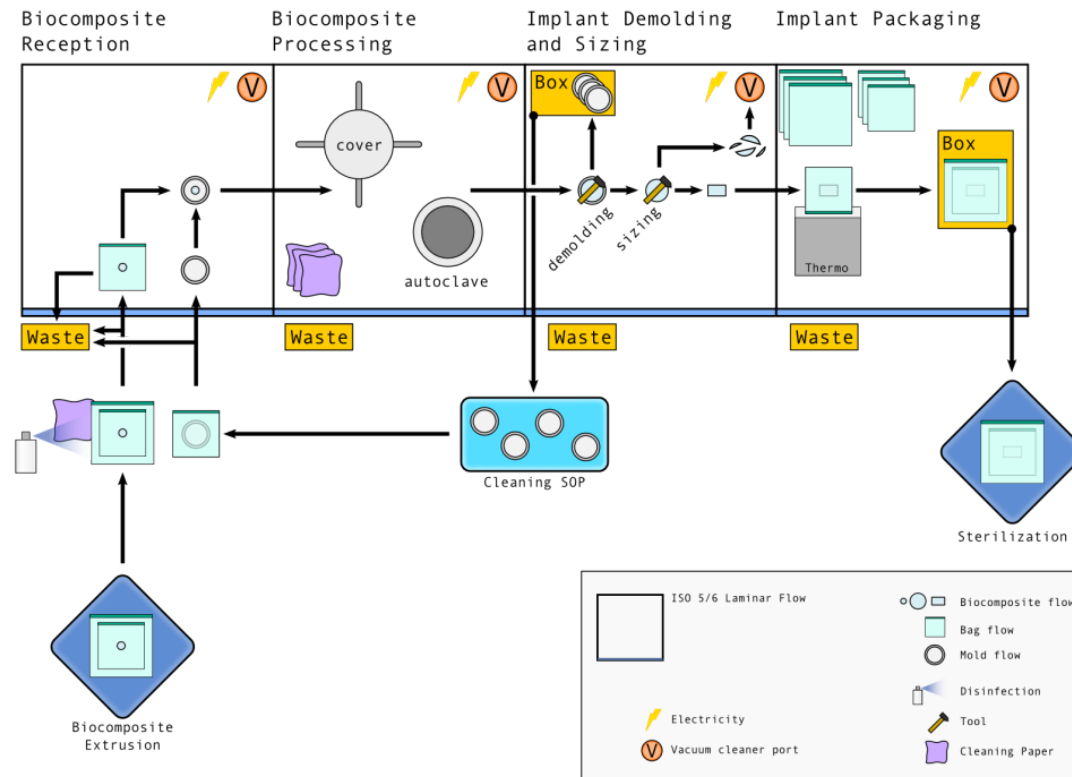 Biocomposite
Reception
Biocomposite
Processing
Implant Demolding
and Sizing
Implant Packaging
V
V
Box
V
V
cover
Box
demolding
sizing
autoclave
Thermo
Waste
Waste
Waste
Waste
Cleaning SOP
Sterilization
Biocomposite
Extrusion
ISO 5/6 Laminar Flow
Biocomposite flow
Bag flow
Mold flow
Disinfection
Electricity
Tool
V
Vacuum cleaner port
Cleaning Paper